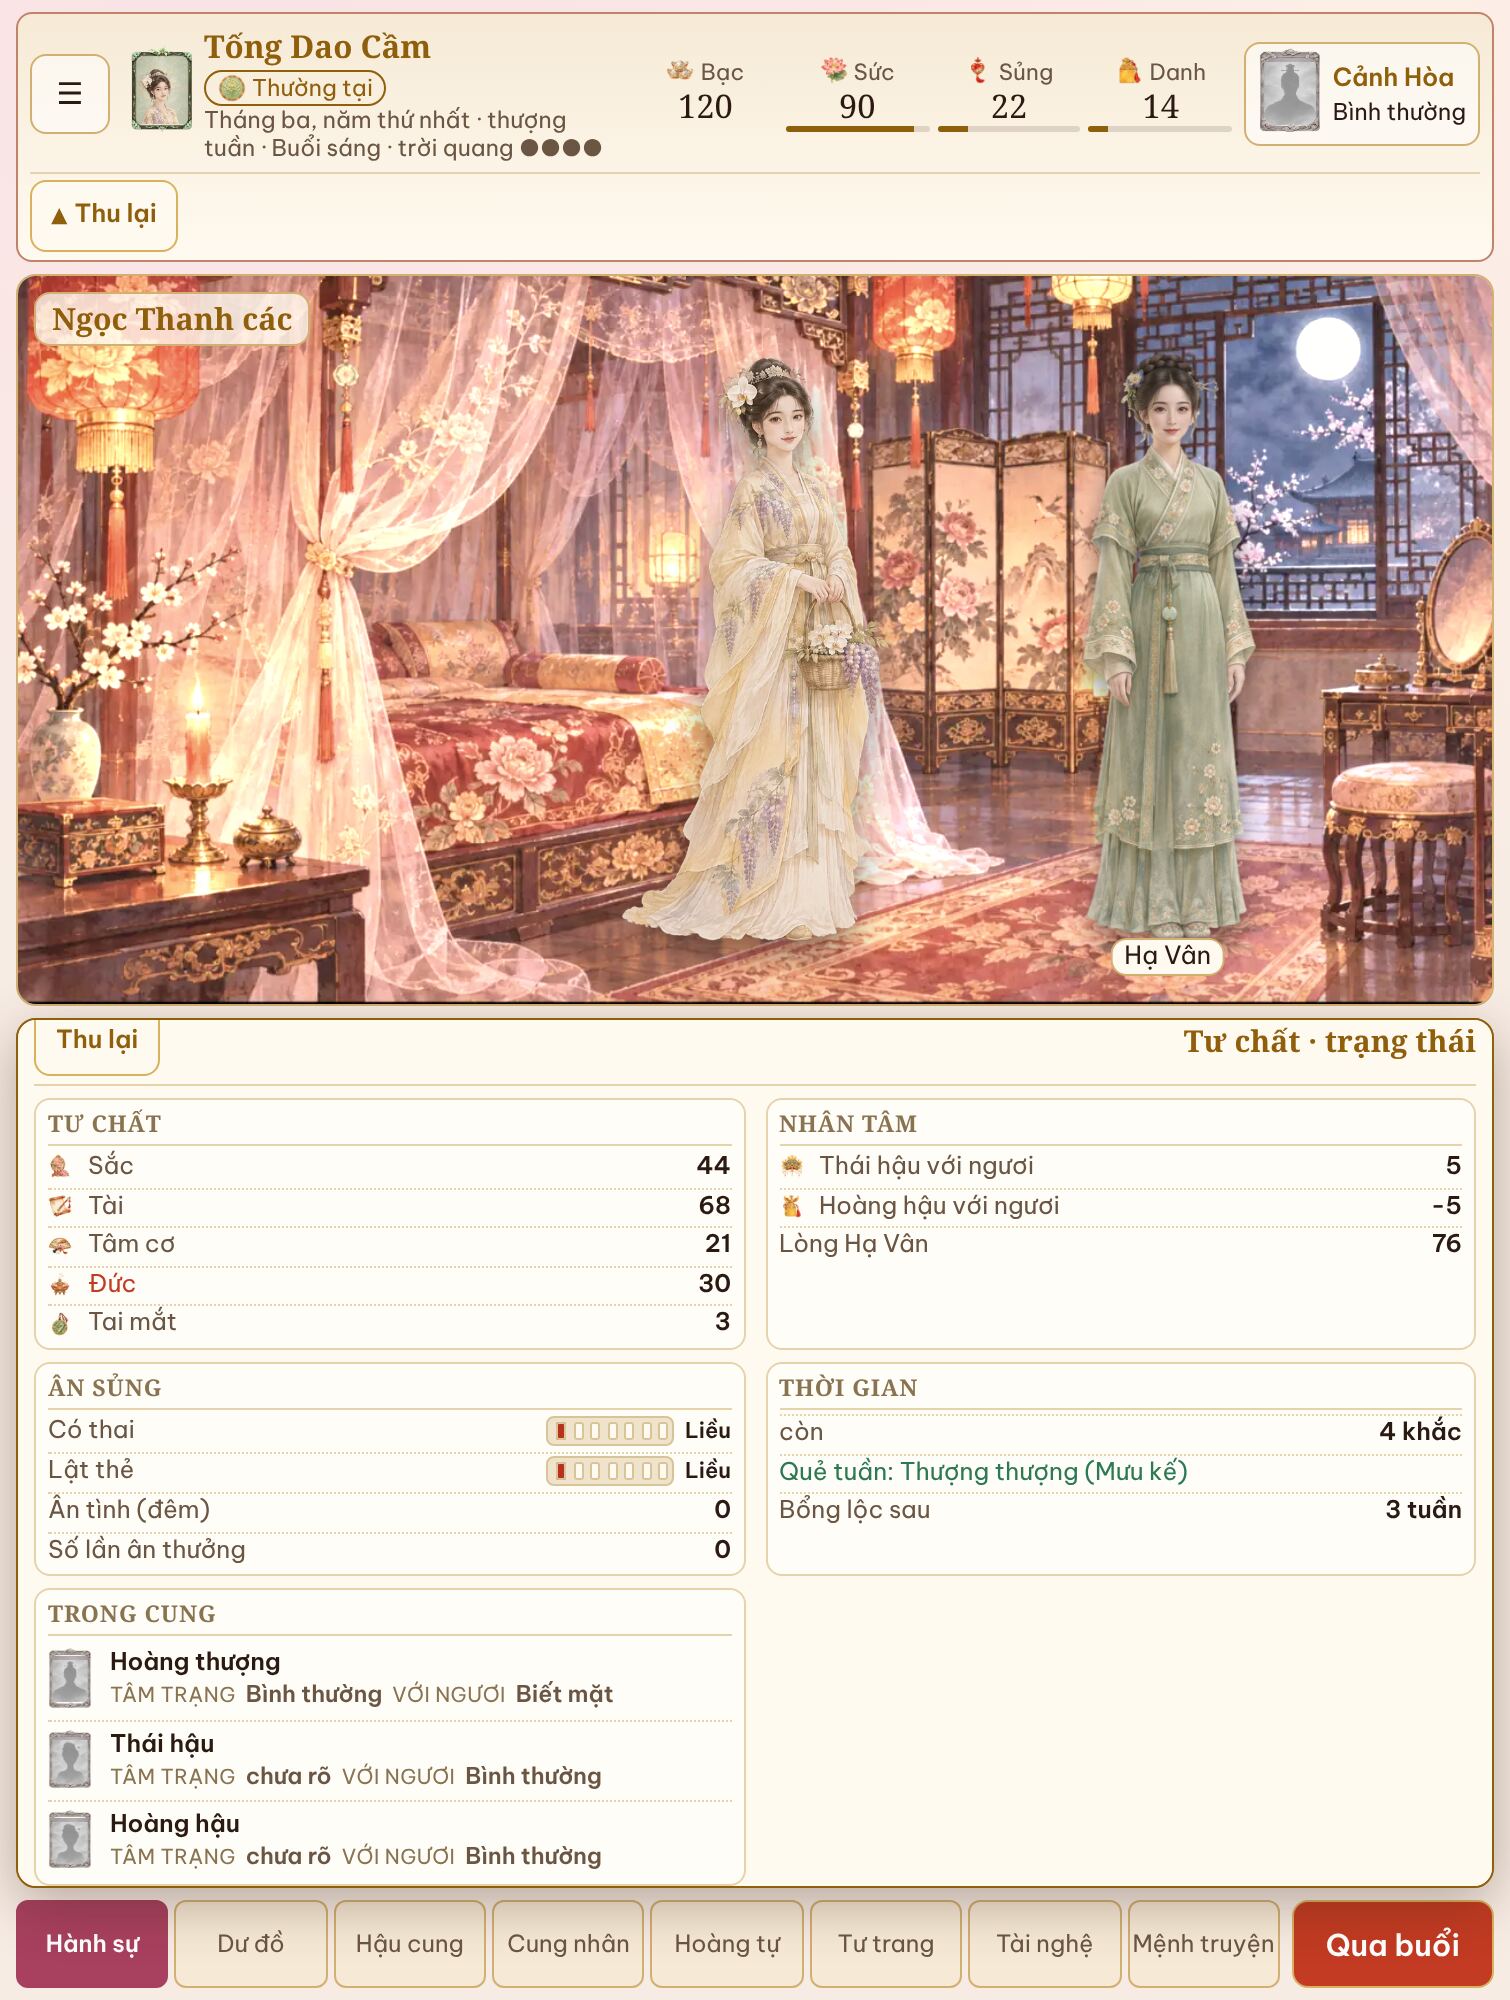 ☰
Tống Dao Cầm
Thường tại
Tháng ba, năm thứ nhất · thượng
tuần · Buổi sáng · trời quang ●●●●
Bạc
120
Sức
90
Sủng
22
Danh
14
Cảnh Hòa
Bình thường
▲ Thu lại
Ngọc Thanh các
Hạ Vân
Thu lại
Tư chất · trạng thái
TƯ CHẤT
Sắc 44
Tài 68
Tâm cơ 21
Đức 30
Tai mắt 3
NHÂN TÂM
Thái hậu với ngươi 5
Hoàng hậu với ngươi -5
Lòng Hạ Vân 76
ÂN SỦNG
Có thai Liều
Lật thẻ Liều
Ân tình (đêm) 0
Số lần ân thưởng 0
THỜI GIAN
còn 4 khắc
Quẻ tuần: Thượng thượng (Mưu kế)
Bổng lộc sau 3 tuần
TRONG CUNG
Hoàng thượng
TÂM TRẠNG Bình thường VỚI NGƯƠI Biết mặt
Thái hậu
TÂM TRẠNG chưa rõ VỚI NGƯƠI Bình thường
Hoàng hậu
TÂM TRẠNG chưa rõ VỚI NGƯƠI Bình thường
Hành sự
Dư đồ
Hậu cung
Cung nhân
Hoàng tự
Tư trang
Tài nghệ
Mệnh truyện
Qua buổi